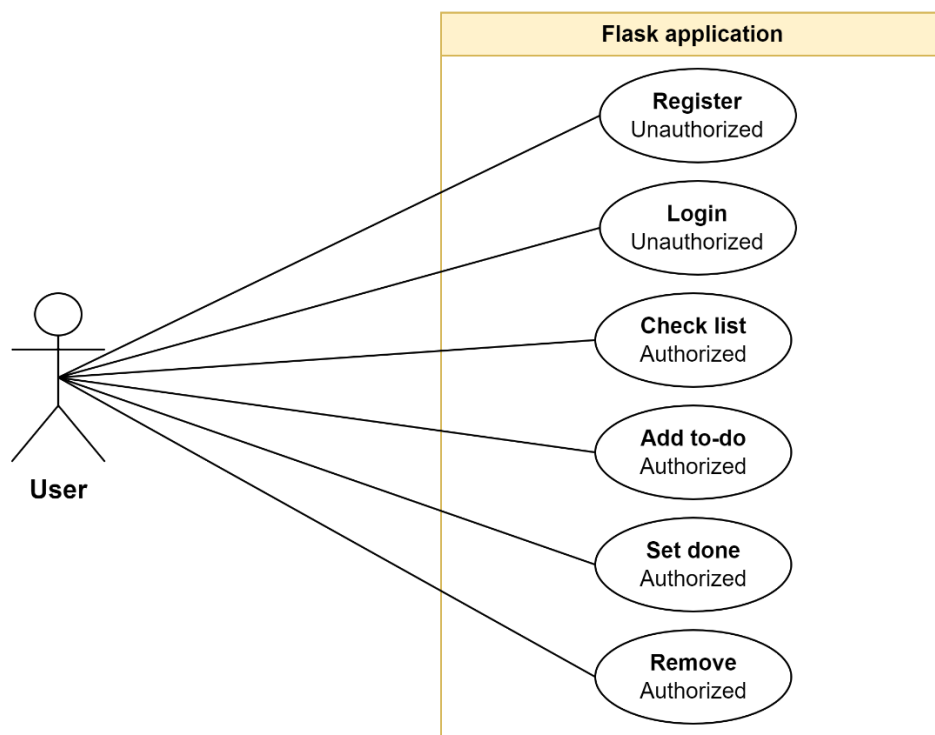 Flask application
Register
Unauthorized
Login
Unauthorized
Check list
Authorized
Add to-do
Authorized
Set done
Authorized
Remove
Authorized
User